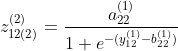 z_{12(2)}^{(2)} = \frac{a_{22}^{(1)}}{1 + e^{-(y_{12}^{(1)} - b_{22}^{(1)})}}